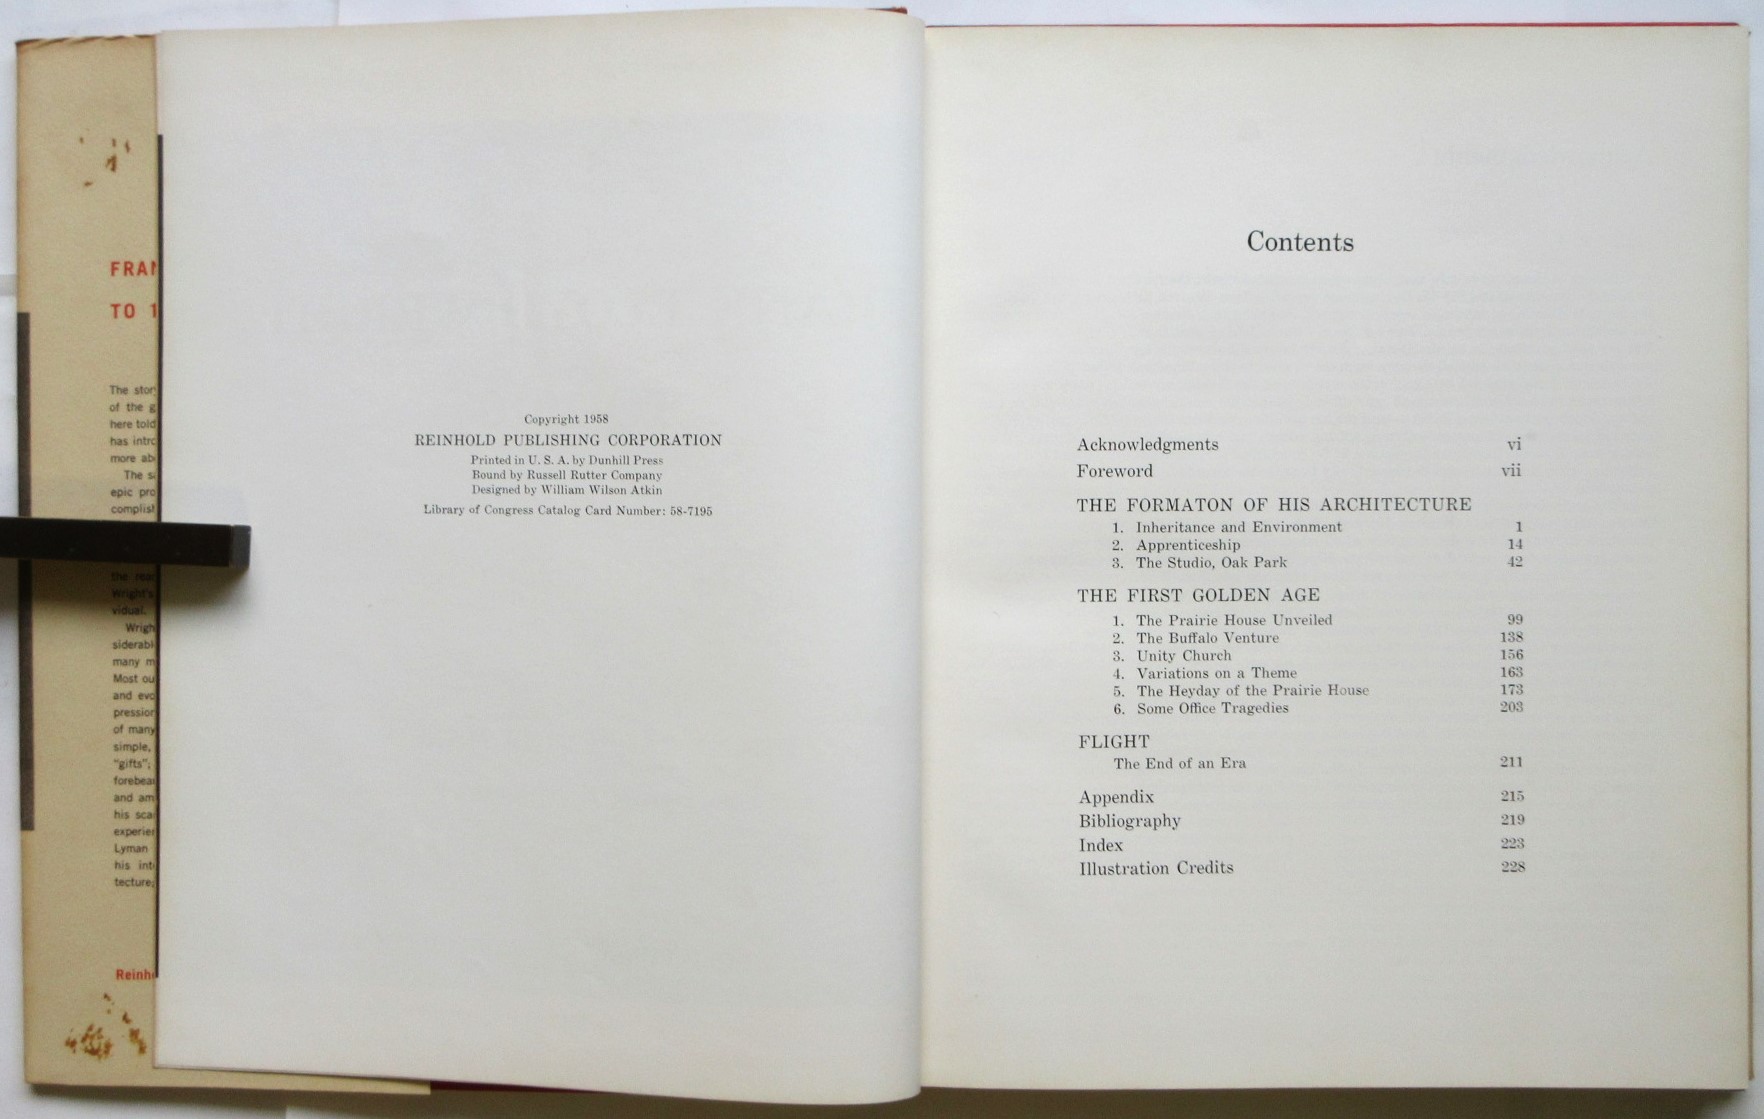 FRAN
TO 1
The stor
of the g
here told
has intro
more ab
The s
epic pro
complis
the rea
Wright's
vidual.
Wrigh
siderabl
many m
Most ou
and evo
pression
of many
simple,
"gifts";
forebea
and am
his sca
experien
Lyman
his int
tecture;
Reinh
Copyright 1958
REINHOLD PUBLISHING CORPORATION
Printed in U. S. A. by Dunhill Press
Bound by Russell Rutter Company
Designed by William Wilson Atkin
Library of Congress Catalog Card Number: 58-7195
Contents
Acknowledgments vi
Foreword vii
THE FORMATON OF HIS ARCHITECTURE
1. Inheritance and Environment 1
2. Apprenticeship 14
3. The Studio, Oak Park 42
THE FIRST GOLDEN AGE
1. The Prairie House Unveiled 99
2. The Buffalo Venture 138
3. Unity Church 156
4. Variations on a Theme 163
5. The Heyday of the Prairie House 173
6. Some Office Tragedies 203
FLIGHT
The End of an Era 211
Appendix 215
Bibliography 219
Index 223
Illustration Credits 228